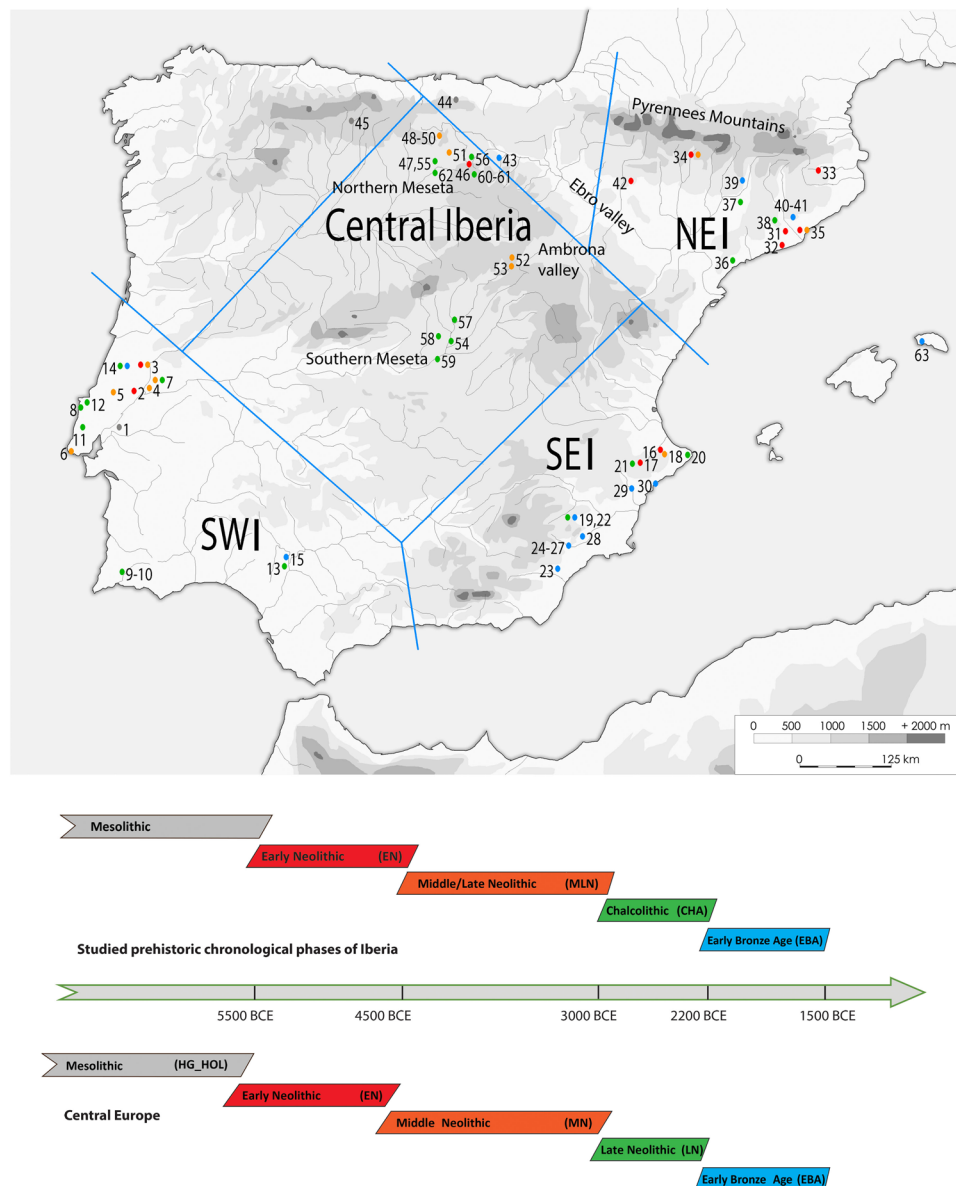 44
45
Pyrennees Mountains
48-50
51
56
43
34
33
47,55
46
60-61
62
42
39
Northern Meseta
Ebro valley
37
40-41
Central Iberia
NEI
38
31
35
32
Ambrona
valley
52
53
36
57
58
54
Southern Meseta
59
63
14
3
7
5
2
4
8
12
11
1
6
SEI
16
18
20
21
17
29
30
SWI
19,22
28
24-27
15
13
23
9-10
0 500 1000 1500 + 2000 m
0 125 km
Mesolithic
Early Neolithic (EN)
Middle/Late Neolithic (MLN)
Chalcolithic (CHA)
Early Bronze Age (EBA)
Studied prehistoric chronological phases of Iberia
5500 BCE 4500 BCE 3000 BCE 2200 BCE 1500 BCE
Mesolithic (HG_HOL)
Early Neolithic (EN)
Central Europe
Middle Neolithic (MN)
Late Neolithic (LN)
Early Bronze Age (EBA)